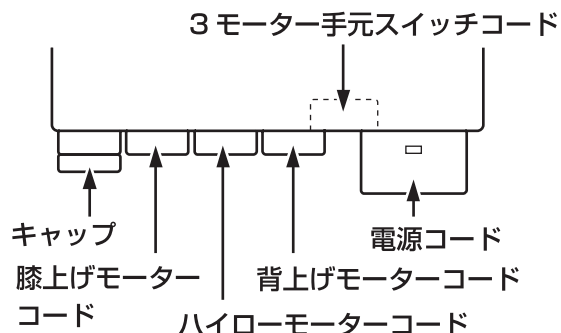 3モーター手元スイッチコード
キャップ
電源コード
膝上げモーター
コード
背上げモーターコード
ハイローモーターコード